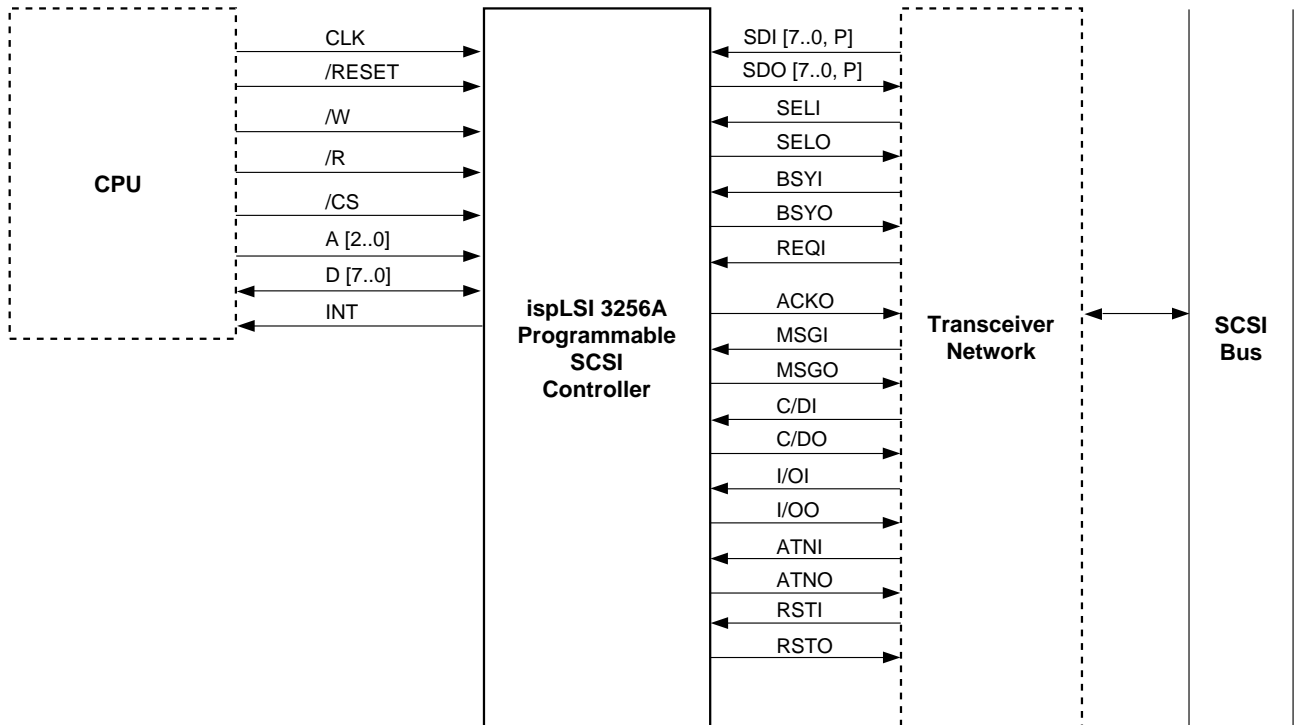 CPU
CLK
/RESET
/W
/R
/CS
A [2..0]
D [7..0]
INT
ispLSI 3256A
Programmable
SCSI
Controller
SDI [7..0, P]
SDO [7..0, P]
SELI
SELO
BSYI
BSYO
REQI
ACKO
MSGI
MSGO
C/DI
C/DO
I/OI
I/OO
ATNI
ATNO
RSTI
RSTO
Transceiver
Network
SCSI
Bus